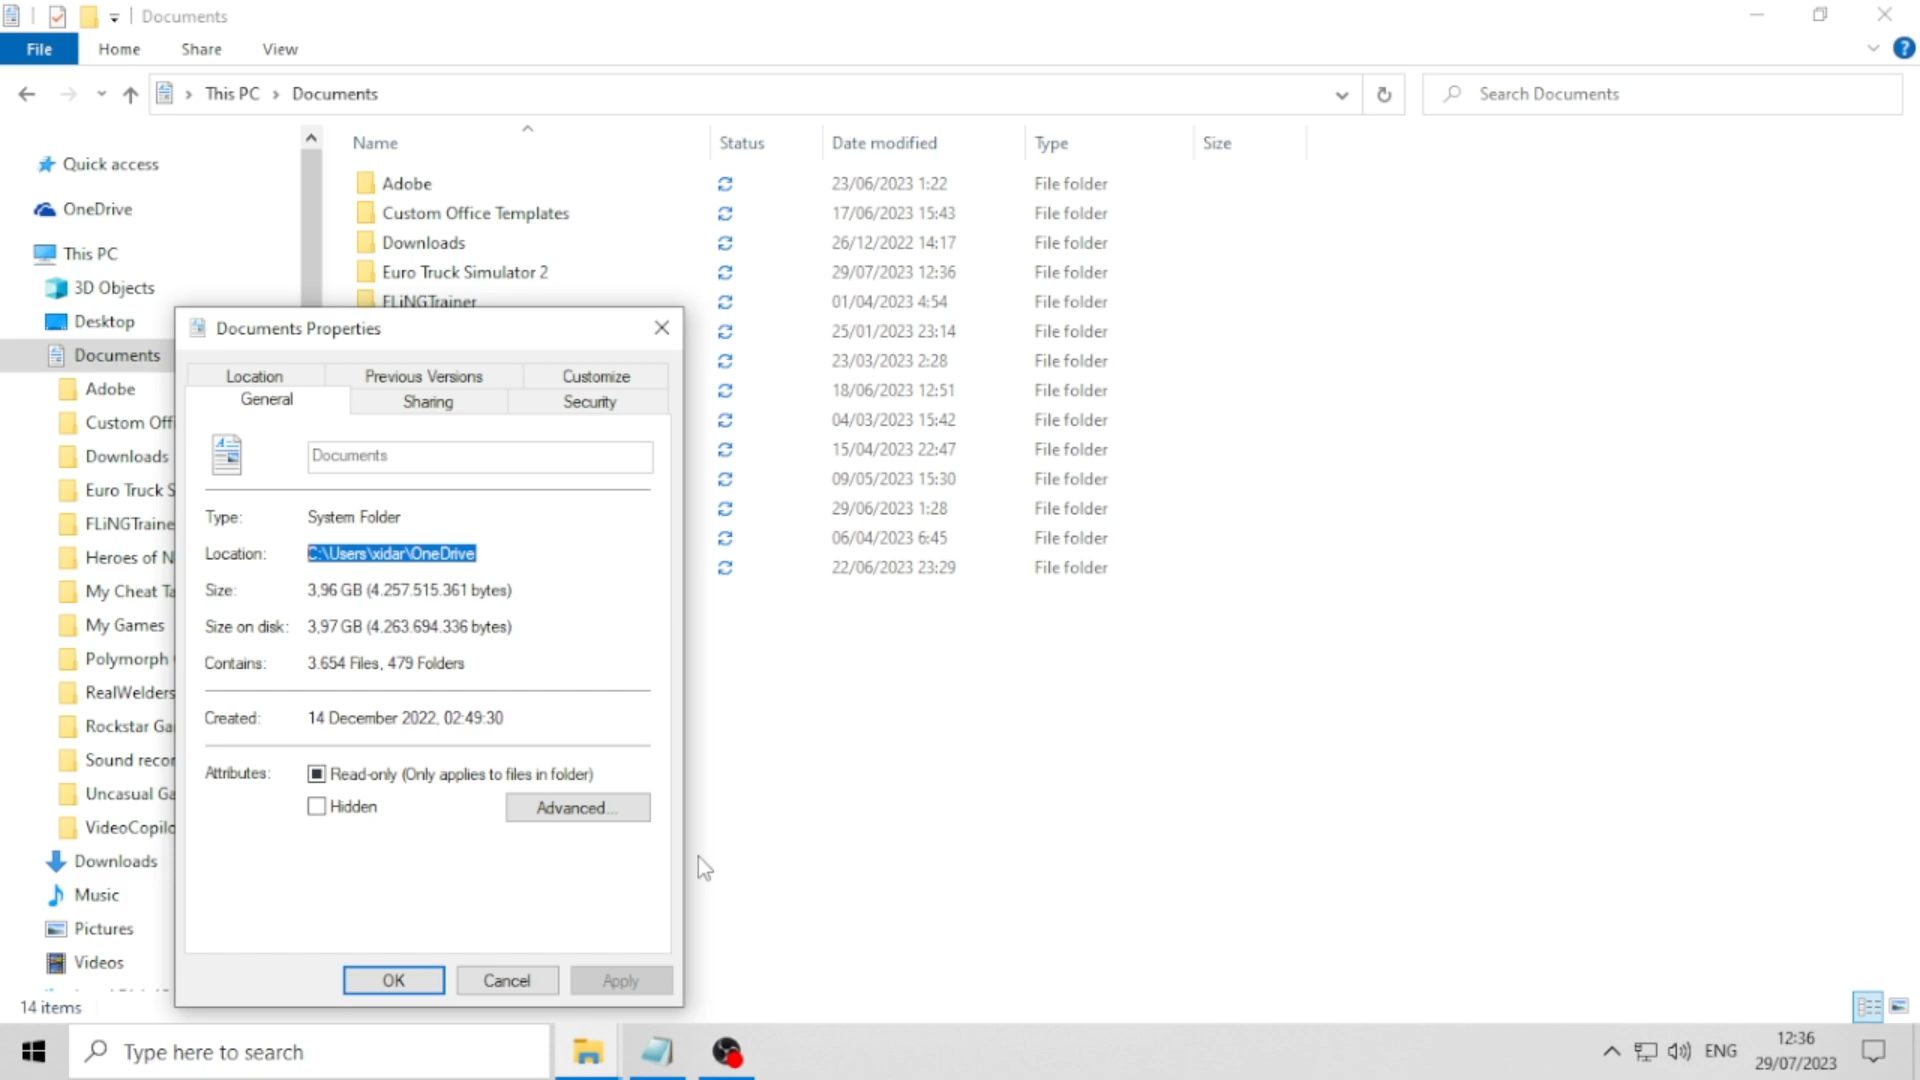 Documents
File
Home
Share
View
This PC
Documents
Search Documents
Quick access
OneDrive
This PC
3D Objects
Desktop
Documents
Adobe
Custom Off
Downloads
Euro Truck S
FLiNGTraine
Heroes of N
My Cheat Ta
My Games
Polymorph
RealWelders
Rockstar Ga
Sound recor
Uncasual Ga
VideoCopilo
Downloads
Music
Pictures
Videos
14 items
Name
Status
Date modified
Type
Size
Adobe
23/06/2023 1:22
File folder
Custom Office Templates
17/06/2023 15:43
File folder
Downloads
26/12/2022 14:17
File folder
Euro Truck Simulator 2
29/07/2023 12:36
File folder
FLiNGTrainer
01/04/2023 4:54
File folder
25/01/2023 23:14
File folder
23/03/2023 2:28
File folder
18/06/2023 12:51
File folder
04/03/2023 15:42
File folder
15/04/2023 22:47
File folder
09/05/2023 15:30
File folder
29/06/2023 1:28
File folder
06/04/2023 6:45
File folder
22/06/2023 23:29
File folder
Documents Properties
Location
Previous Versions
Customize
General
Sharing
Security
Documents
Type:
System Folder
Location:
C:\Users\xidar\OneDrive
Size:
3,96 GB (4.257.515.361 bytes)
Size on disk:
3,97 GB (4.263.694.336 bytes)
Contains:
3.654 Files, 479 Folders
Created:
14 December 2022, 02:49:30
Attributes:
Read-only (Only applies to files in folder)
Hidden
Advanced...
OK
Cancel
Apply
Type here to search
ENG
12:36
29/07/2023